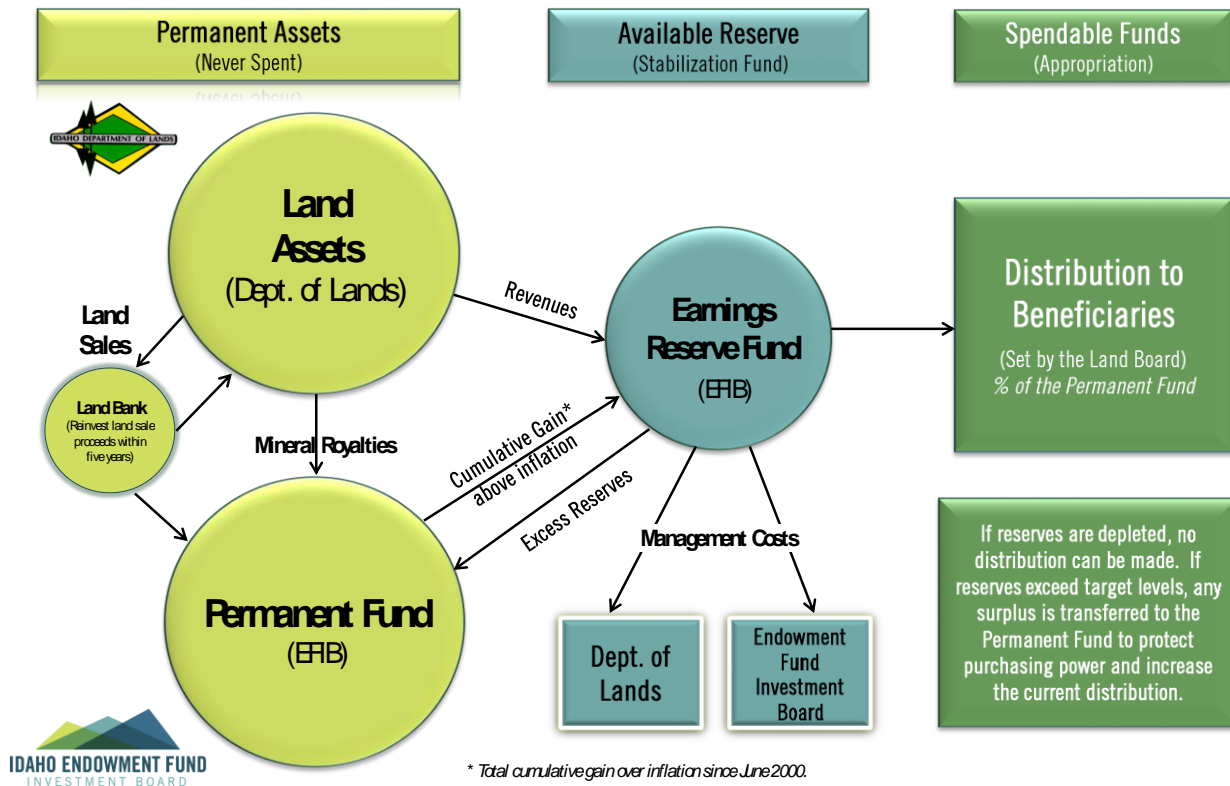 Permanent Assets
(Never Spent)
Available Reserve
(Stabilization Fund)
Spendable Funds
(Appropriation)
IDAHO DEPARTMENT OF LANDS
Land
Assets
(Dept. of Lands)
Revenues
Earnings
Reserve Fund
(EFIB)
Distribution to
Beneficiaries
(Set by the Land Board)
% of the Permanent Fund
Land
Sales
Land Bank
(Reinvest land sale
proceeds within
five years)
Mineral Royalties
Cumulative Gain*
above inflation
Excess Reserves
Management Costs
Permanent Fund
(EFIB)
Dept. of
Lands
Endowment
Fund
Investment
Board
If reserves are depleted, no
distribution can be made. If
reserves exceed target levels, any
surplus is transferred to the
Permanent Fund to protect
purchasing power and increase
the current distribution.
IDAHO ENDOWMENT FUND
INVESTMENT BOARD
* Total cumulative gain over inflation since June 2000.